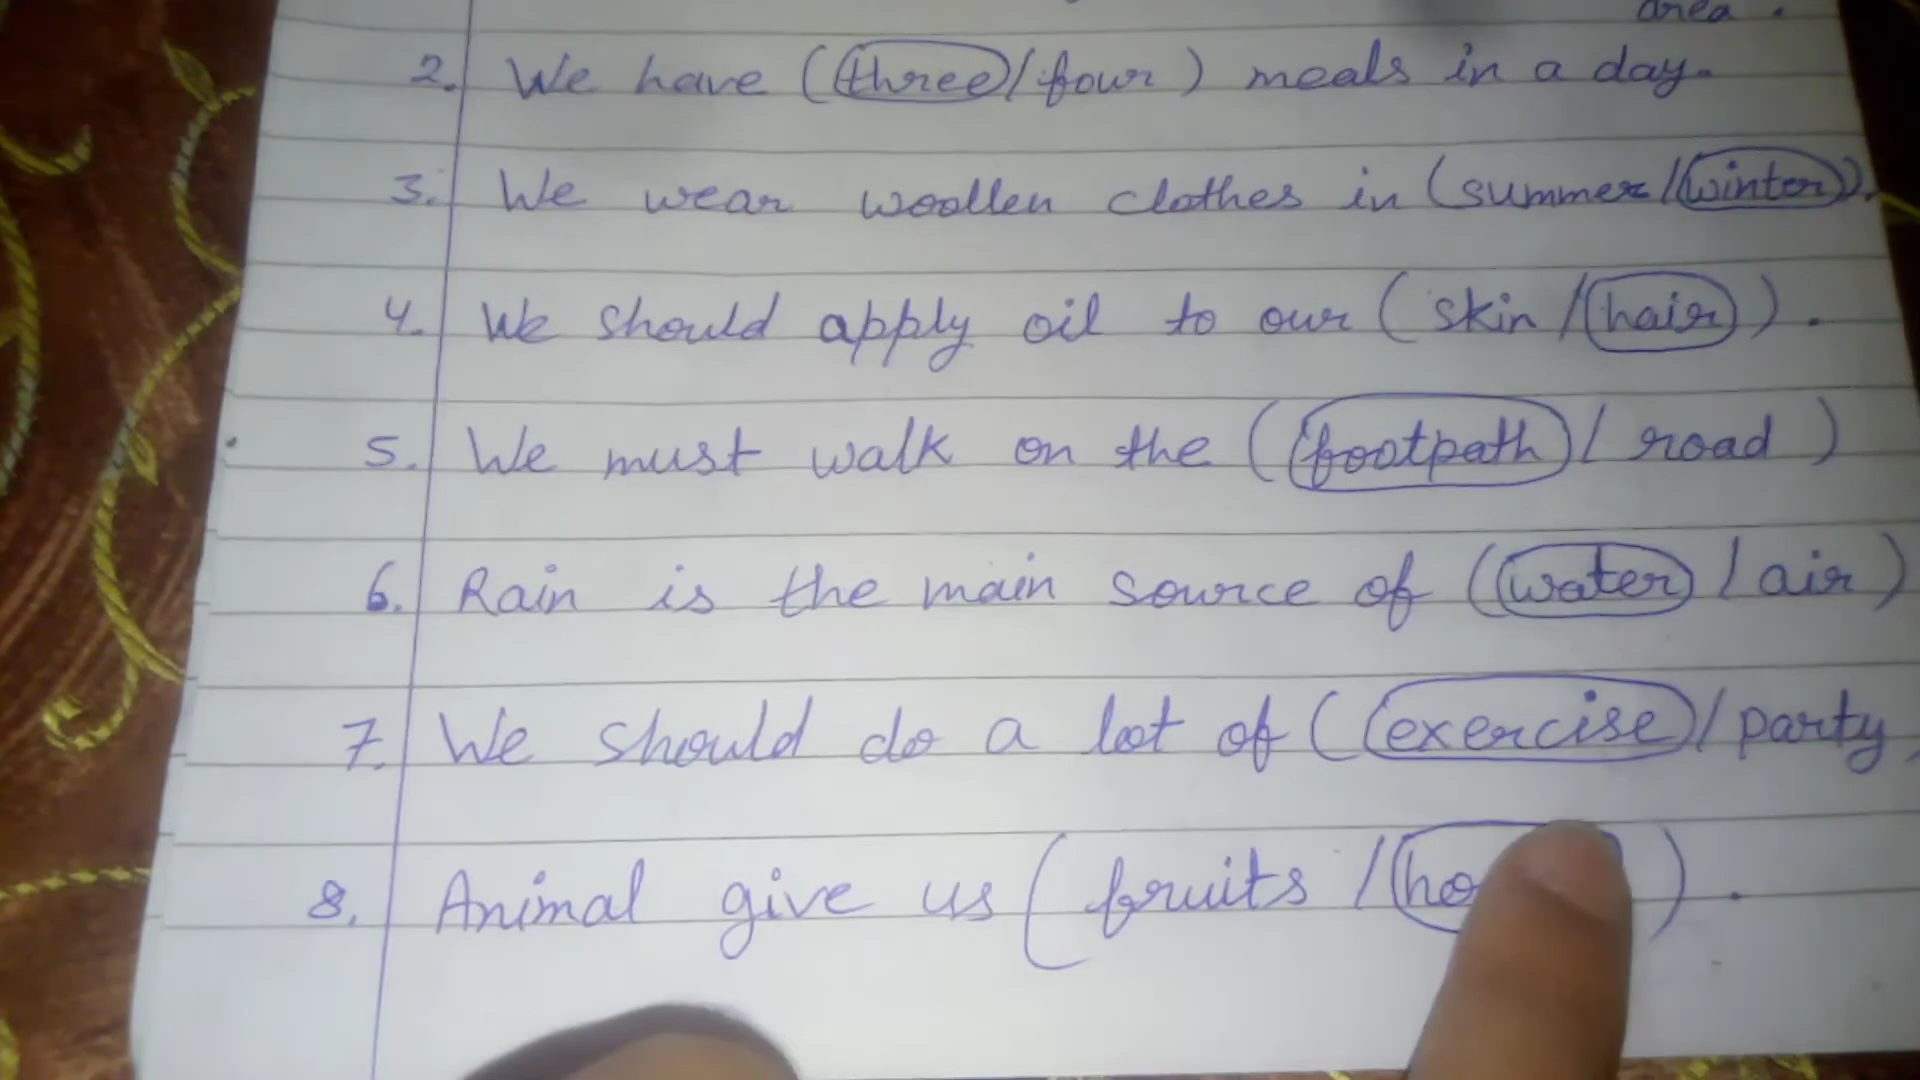 area.
2. We have (three/four) meals in a day.
3. We wear woollen clothes in (summer/winter).
4. We should apply oil to our (skin/hair).
5. We must walk on the (footpath/road)
6. Rain is the main source of (water/air)
7. We should do a lot of (exercise/party
8. Animal give us (fruits/ ).